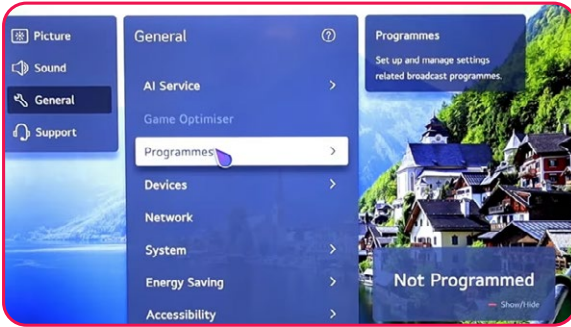 Picture
Sound
General
Support
General
AI Service
Game Optimiser
Programmes
Devices
Network
System
Energy Saving
Accessibility
Programmes
Set up and manage settings
related broadcast programmes.
Not Programmed
Show/Hide